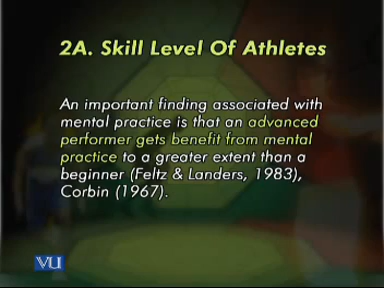 2A. Skill Level Of Athletes
An important finding associated with
mental practice is that an advanced
performer gets benefit from mental
practice to a greater extent than a
beginner (Feltz & Landers, 1983),
Corbin (1967).
VU